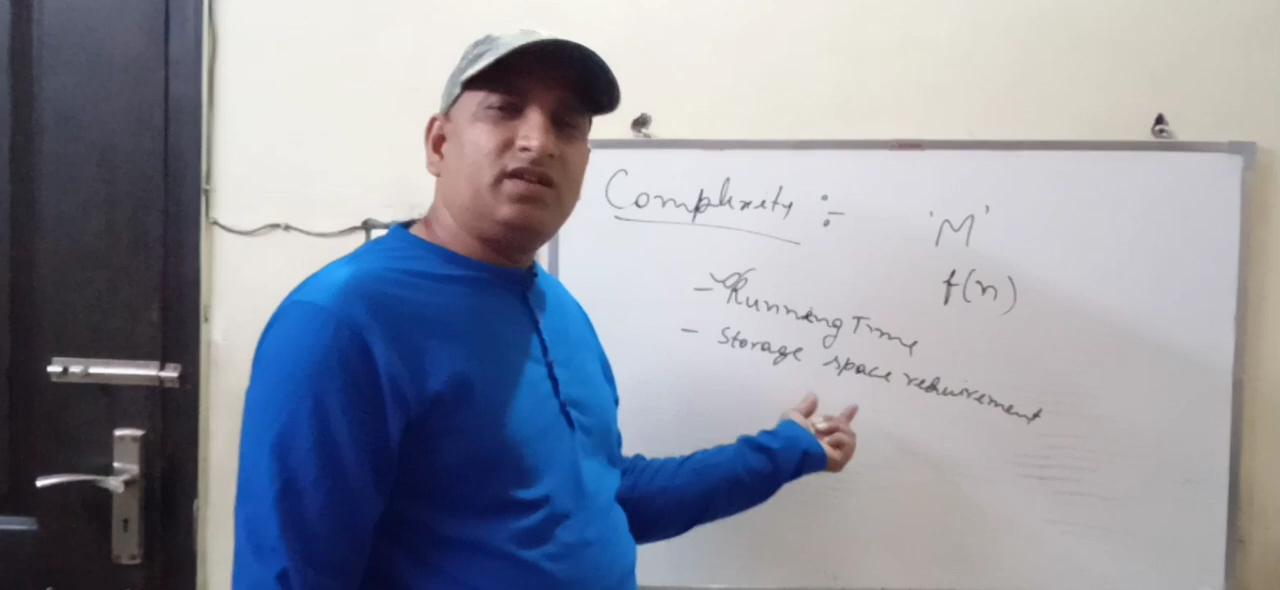 Complexity :-
'M'
f(n)
- Running Time
- Storage space requirement